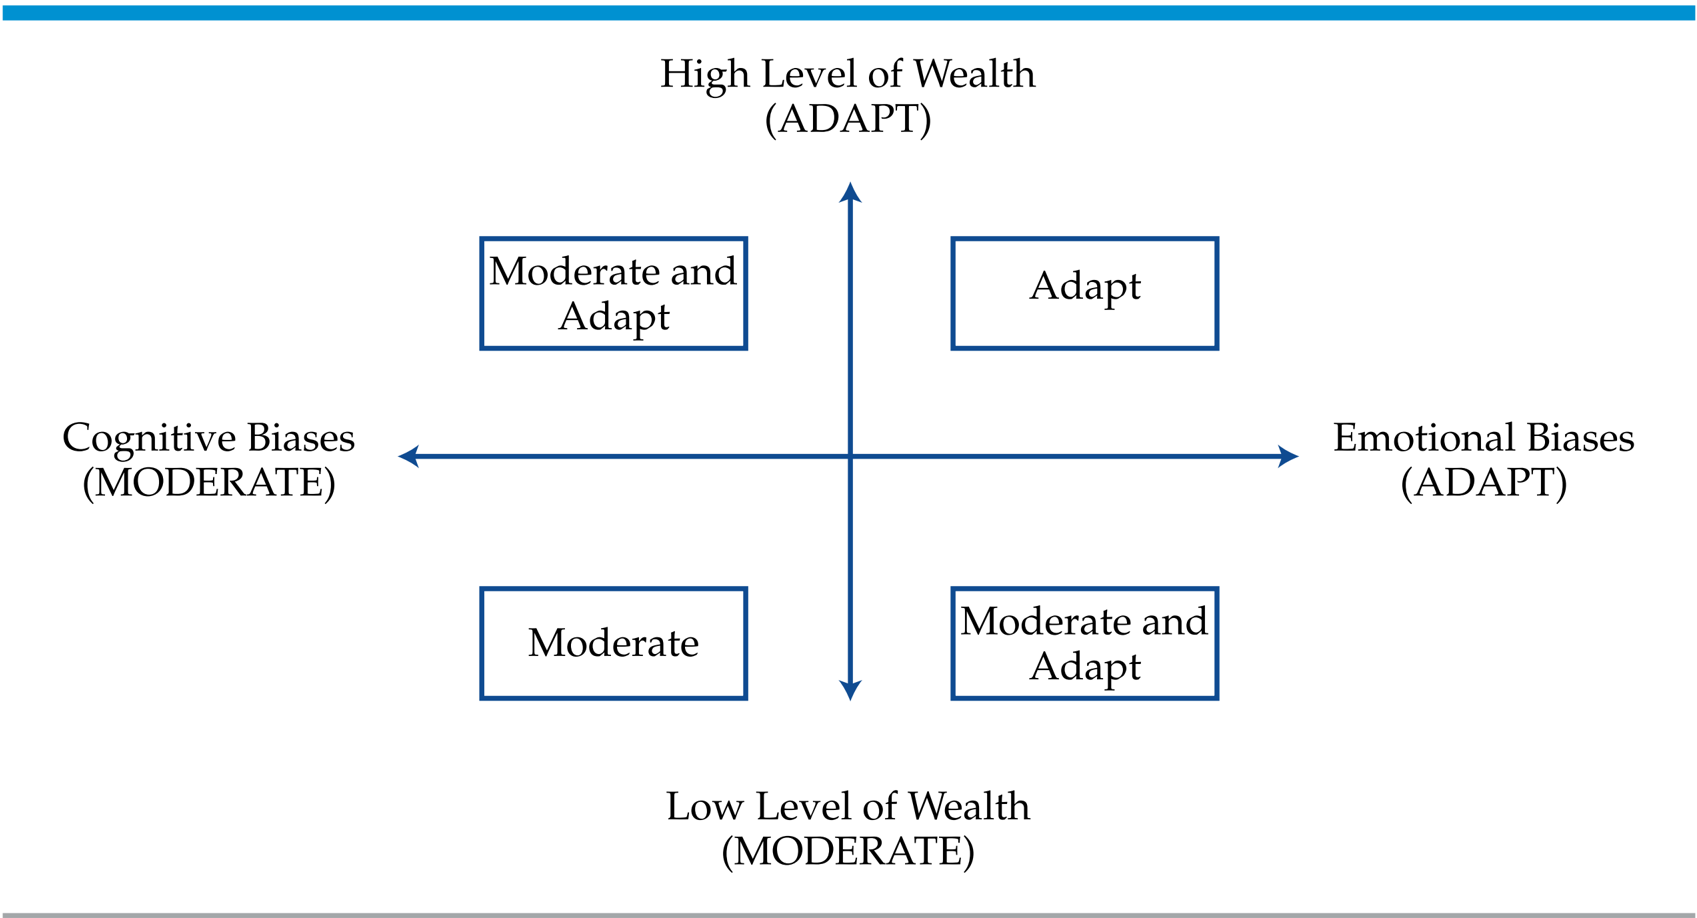 High Level of Wealth
(ADAPT)
Moderate and
Adapt
Adapt
Cognitive Biases
(MODERATE)
Emotional Biases
(ADAPT)
Moderate
Moderate and
Adapt
Low Level of Wealth
(MODERATE)